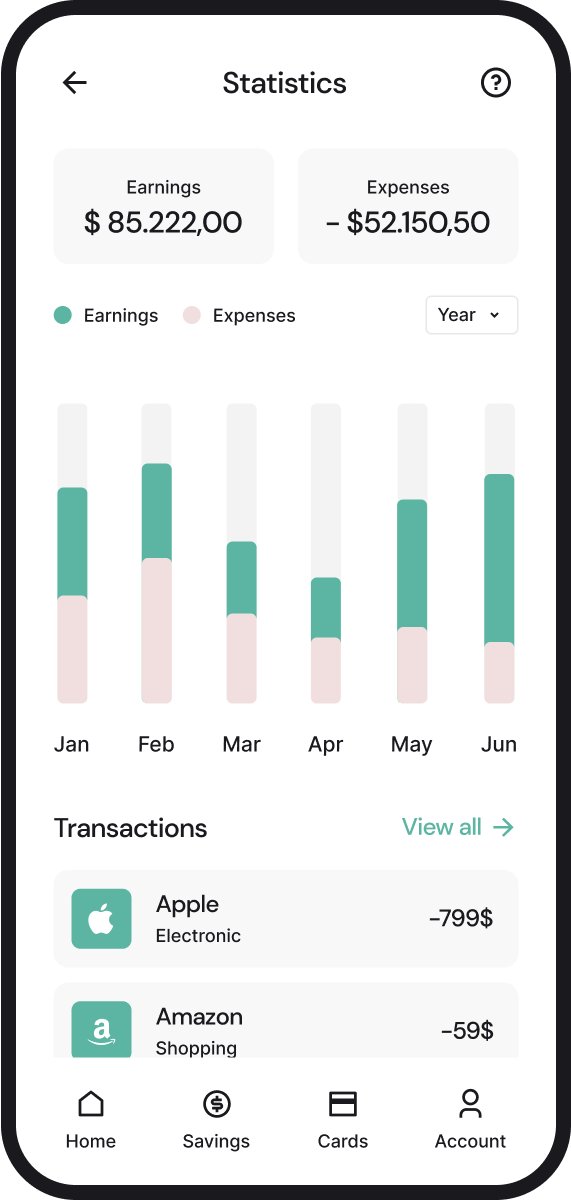 Statistics
Earnings
$ 85.222,00
Expenses
- $52.150,50
Earnings
Expenses
Year
Jan Feb Mar Apr May Jun
Transactions
View all →
Apple
Electronic
-799$
Amazon
Shopping
-59$
Home Savings Cards Account